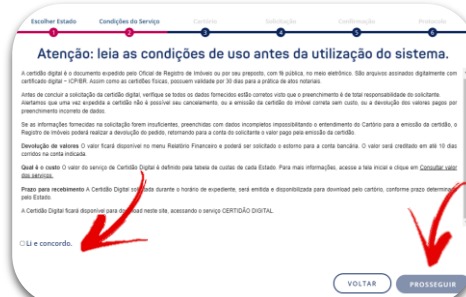 Escolher Estado Condições do Serviço Cartório Solicitação Confirmação Protocolo
1 2 3 4 5 6
Atenção: leia as condições de uso antes da utilização do sistema.
A certidão digital é o documento expedido pelo Oficial de Registro de Imóveis ou por seu preposto, com fé pública, no meio eletrônico. São arquivos assinados digitalmente com
certificado digital – ICP/BR. Assim como as certidões físicas, possuem validade por 30 dias para a prática de atos notariais.
Antes de concluir a solicitação da certidão digital, verifique se todos os dados fornecidos estão corretos visto que o preenchimento é de total responsabilidade do solicitante.
Alertamos que uma vez expedida a certidão não é possível seu cancelamento, ou a emissão da certidão do imóvel correta sem custo, ou a devolução dos valores pagos por
preenchimento incorreto de dados.
Se as informações fornecidas na solicitação forem insuficientes, preenchidas com dados incompletos impossibilitando o entendimento do Cartório para a emissão da certidão, o
Registro de Imóveis poderá realizar a devolução do pedido, retornando para a conta do solicitante o valor pago pela emissão da certidão.
Devolução de valores O valor ficará disponível no menu Relatório Financeiro e poderá ser solicitado o estorno para a conta bancária. O valor será creditado em até 10 dias
corridos na conta indicada.
Qual é o custo O valor do serviço de Certidão Digital é definido pela tabela de custas de cada Estado. Para mais informações, acesse a tela inicial e clique em Consultar valor
dos serviços.
Prazo para recebimento A Certidão Digital durante o horário de expediente, será emitida e disponibilizada para download pelo cartório, conforme prazo
pelo Estado.
A Certidão Digital ficará disponível para download neste site, acessando o serviço CERTIDÃO DIGITAL.
Li e concordo.
VOLTAR PROSSEGUIR